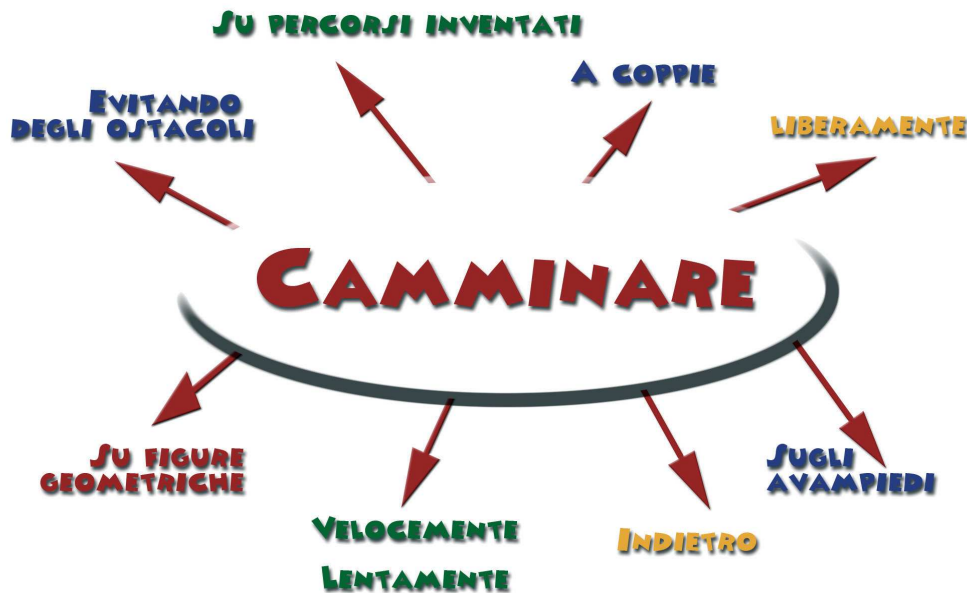 Su percorsi inventati
A coppie
Evitando
degli ostacoli
liberamente
Camminare
Su figure
geometriche
Velocemente
Lentamente
Indietro
Sugli
avampiedi